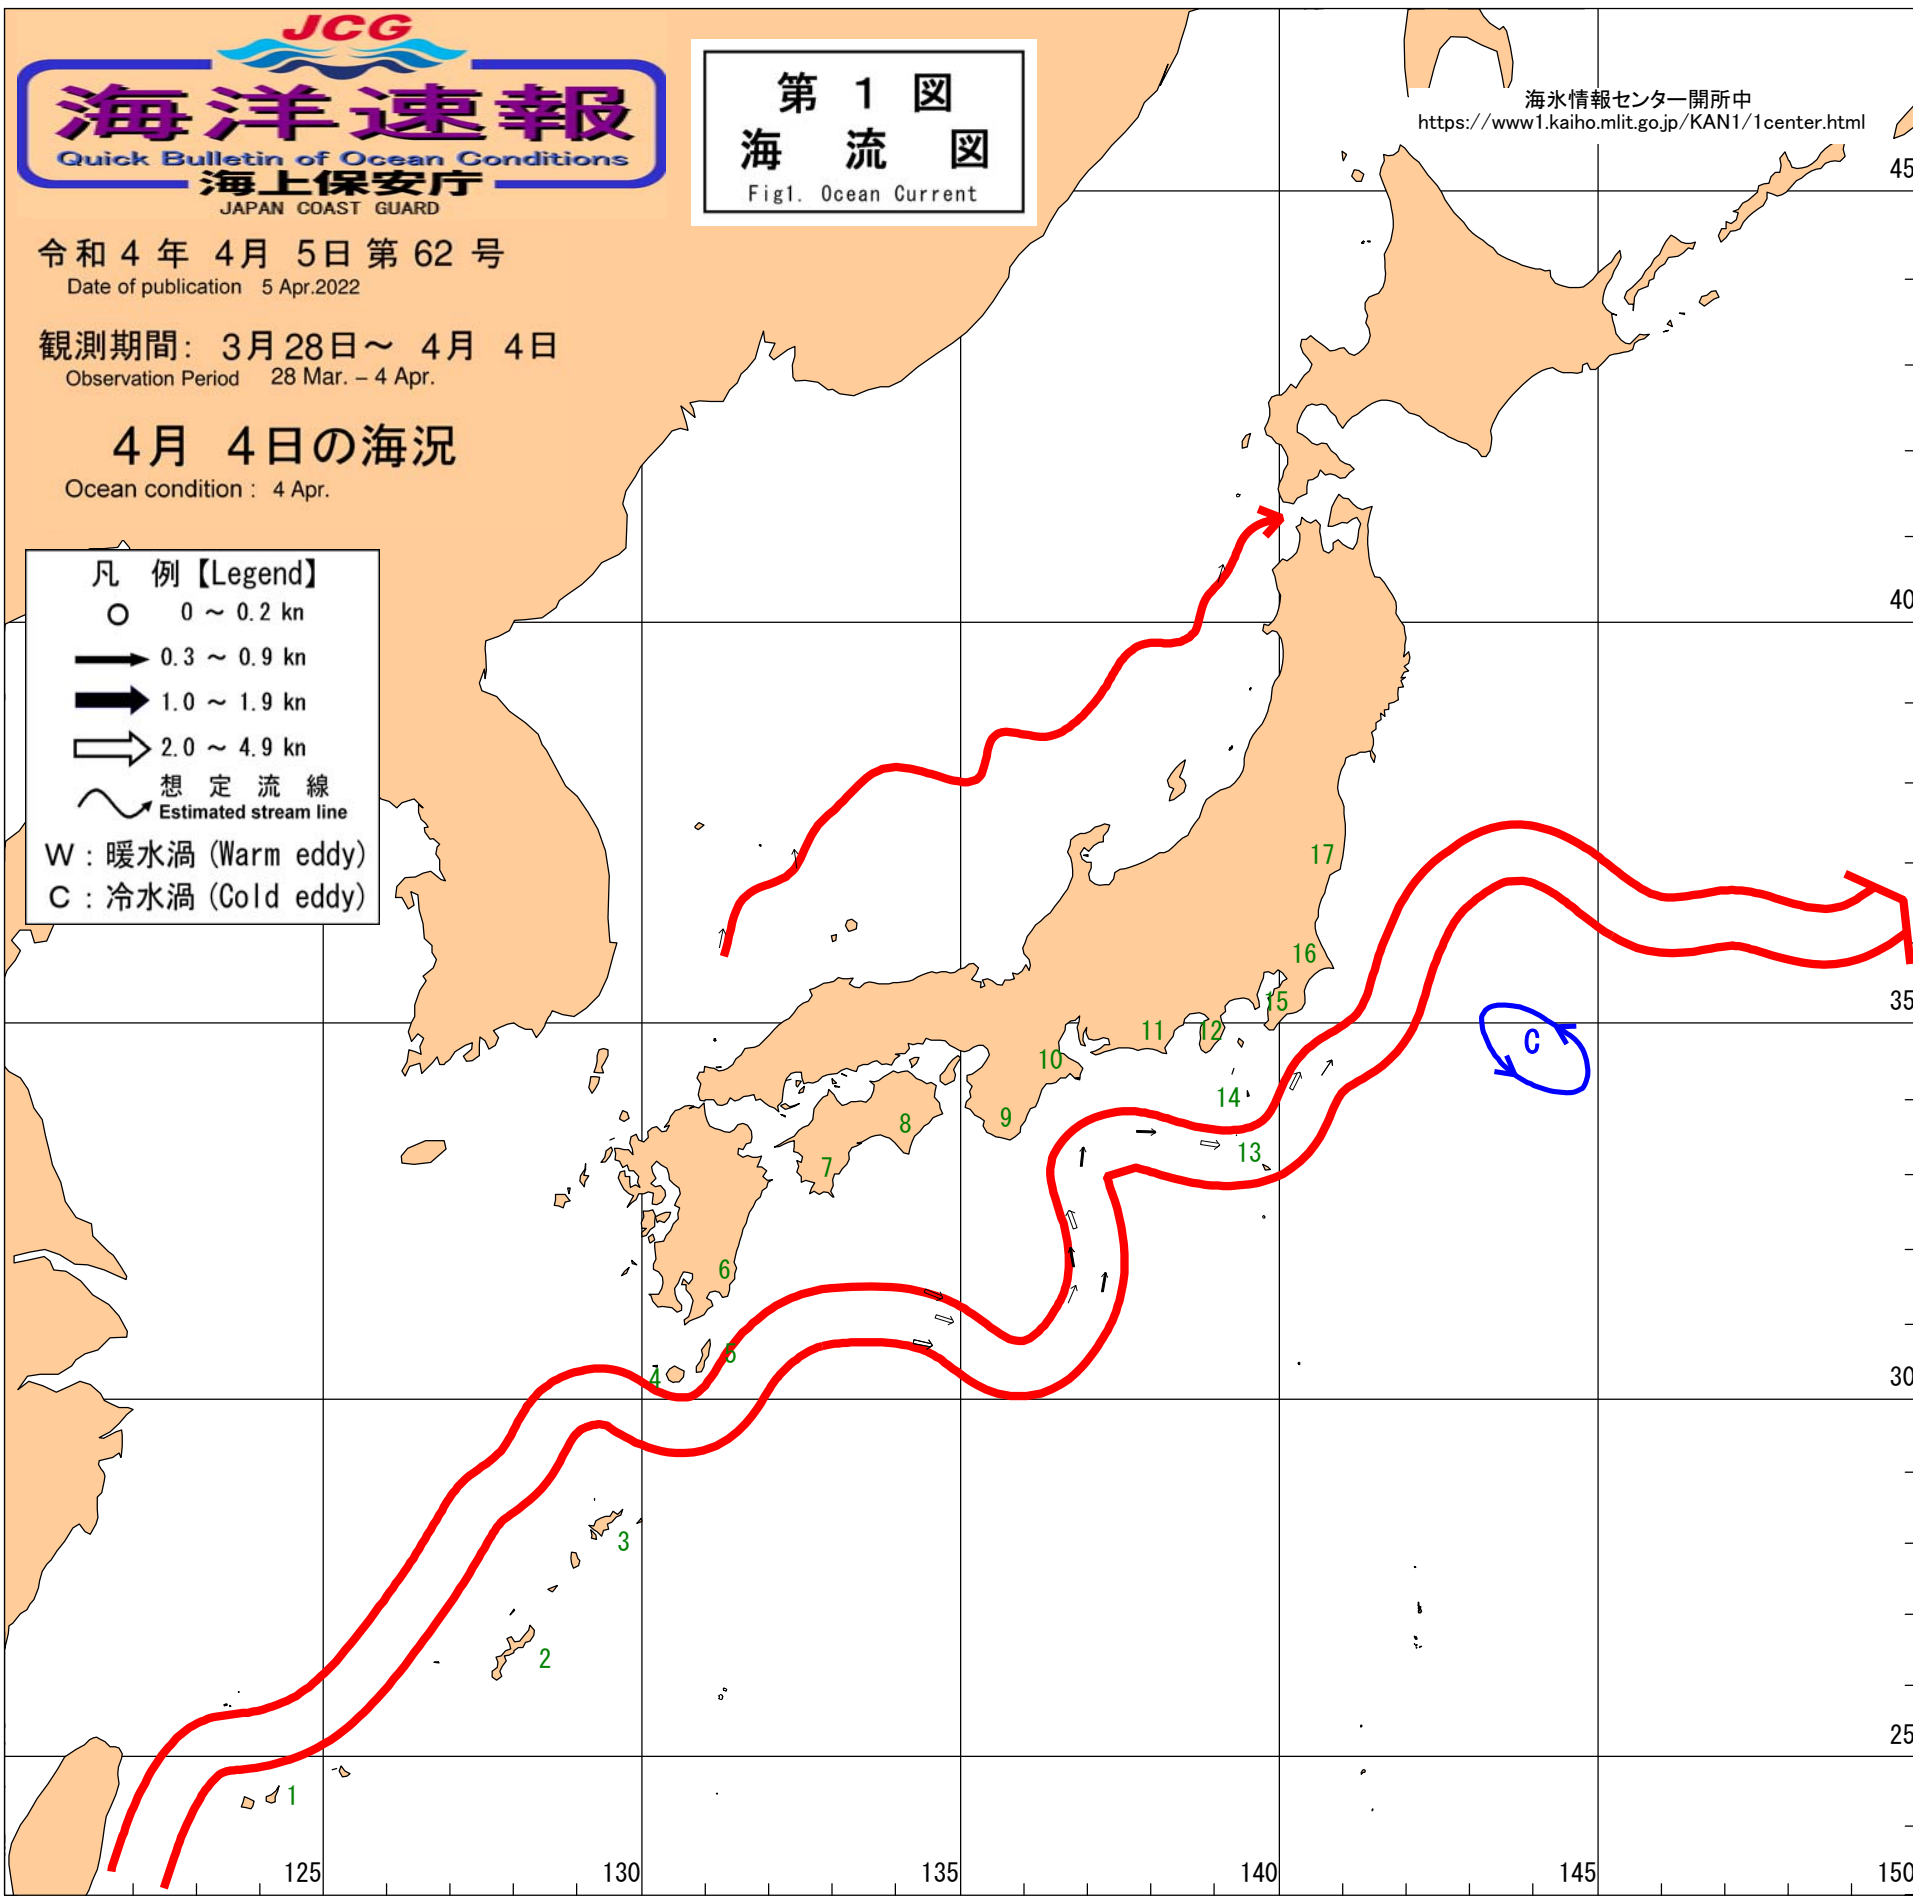 JCG
海洋速報
Quick Bulletin of Ocean Conditions
海上保安庁
JAPAN COAST GUARD
第 1 図
海 流 図
Fig1. Ocean Current
海氷情報センター開所中
https://www1.kaiho.mlit.go.jp/KAN1/1center.html
令和 4 年 4月 5日 第 62 号
Date of publication 5 Apr.2022
観測期間: 3月 28日～ 4月 4日
Observation Period 28 Mar. – 4 Apr.
4月 4日の海況
Ocean condition : 4 Apr.
凡 例【Legend】
0 ～ 0.2 kn
0.3 ～ 0.9 kn
1.0 ～ 1.9 kn
2.0 ～ 4.9 kn
想 定 流 線
Estimated stream line
W : 暖水渦 (Warm eddy)
C : 冷水渦 (Cold eddy)
45
40
35
30
25
17
16
15
12
11
10
14
13
9
8
7
6
5
4
3
2
1
C
125
130
135
140
145
150